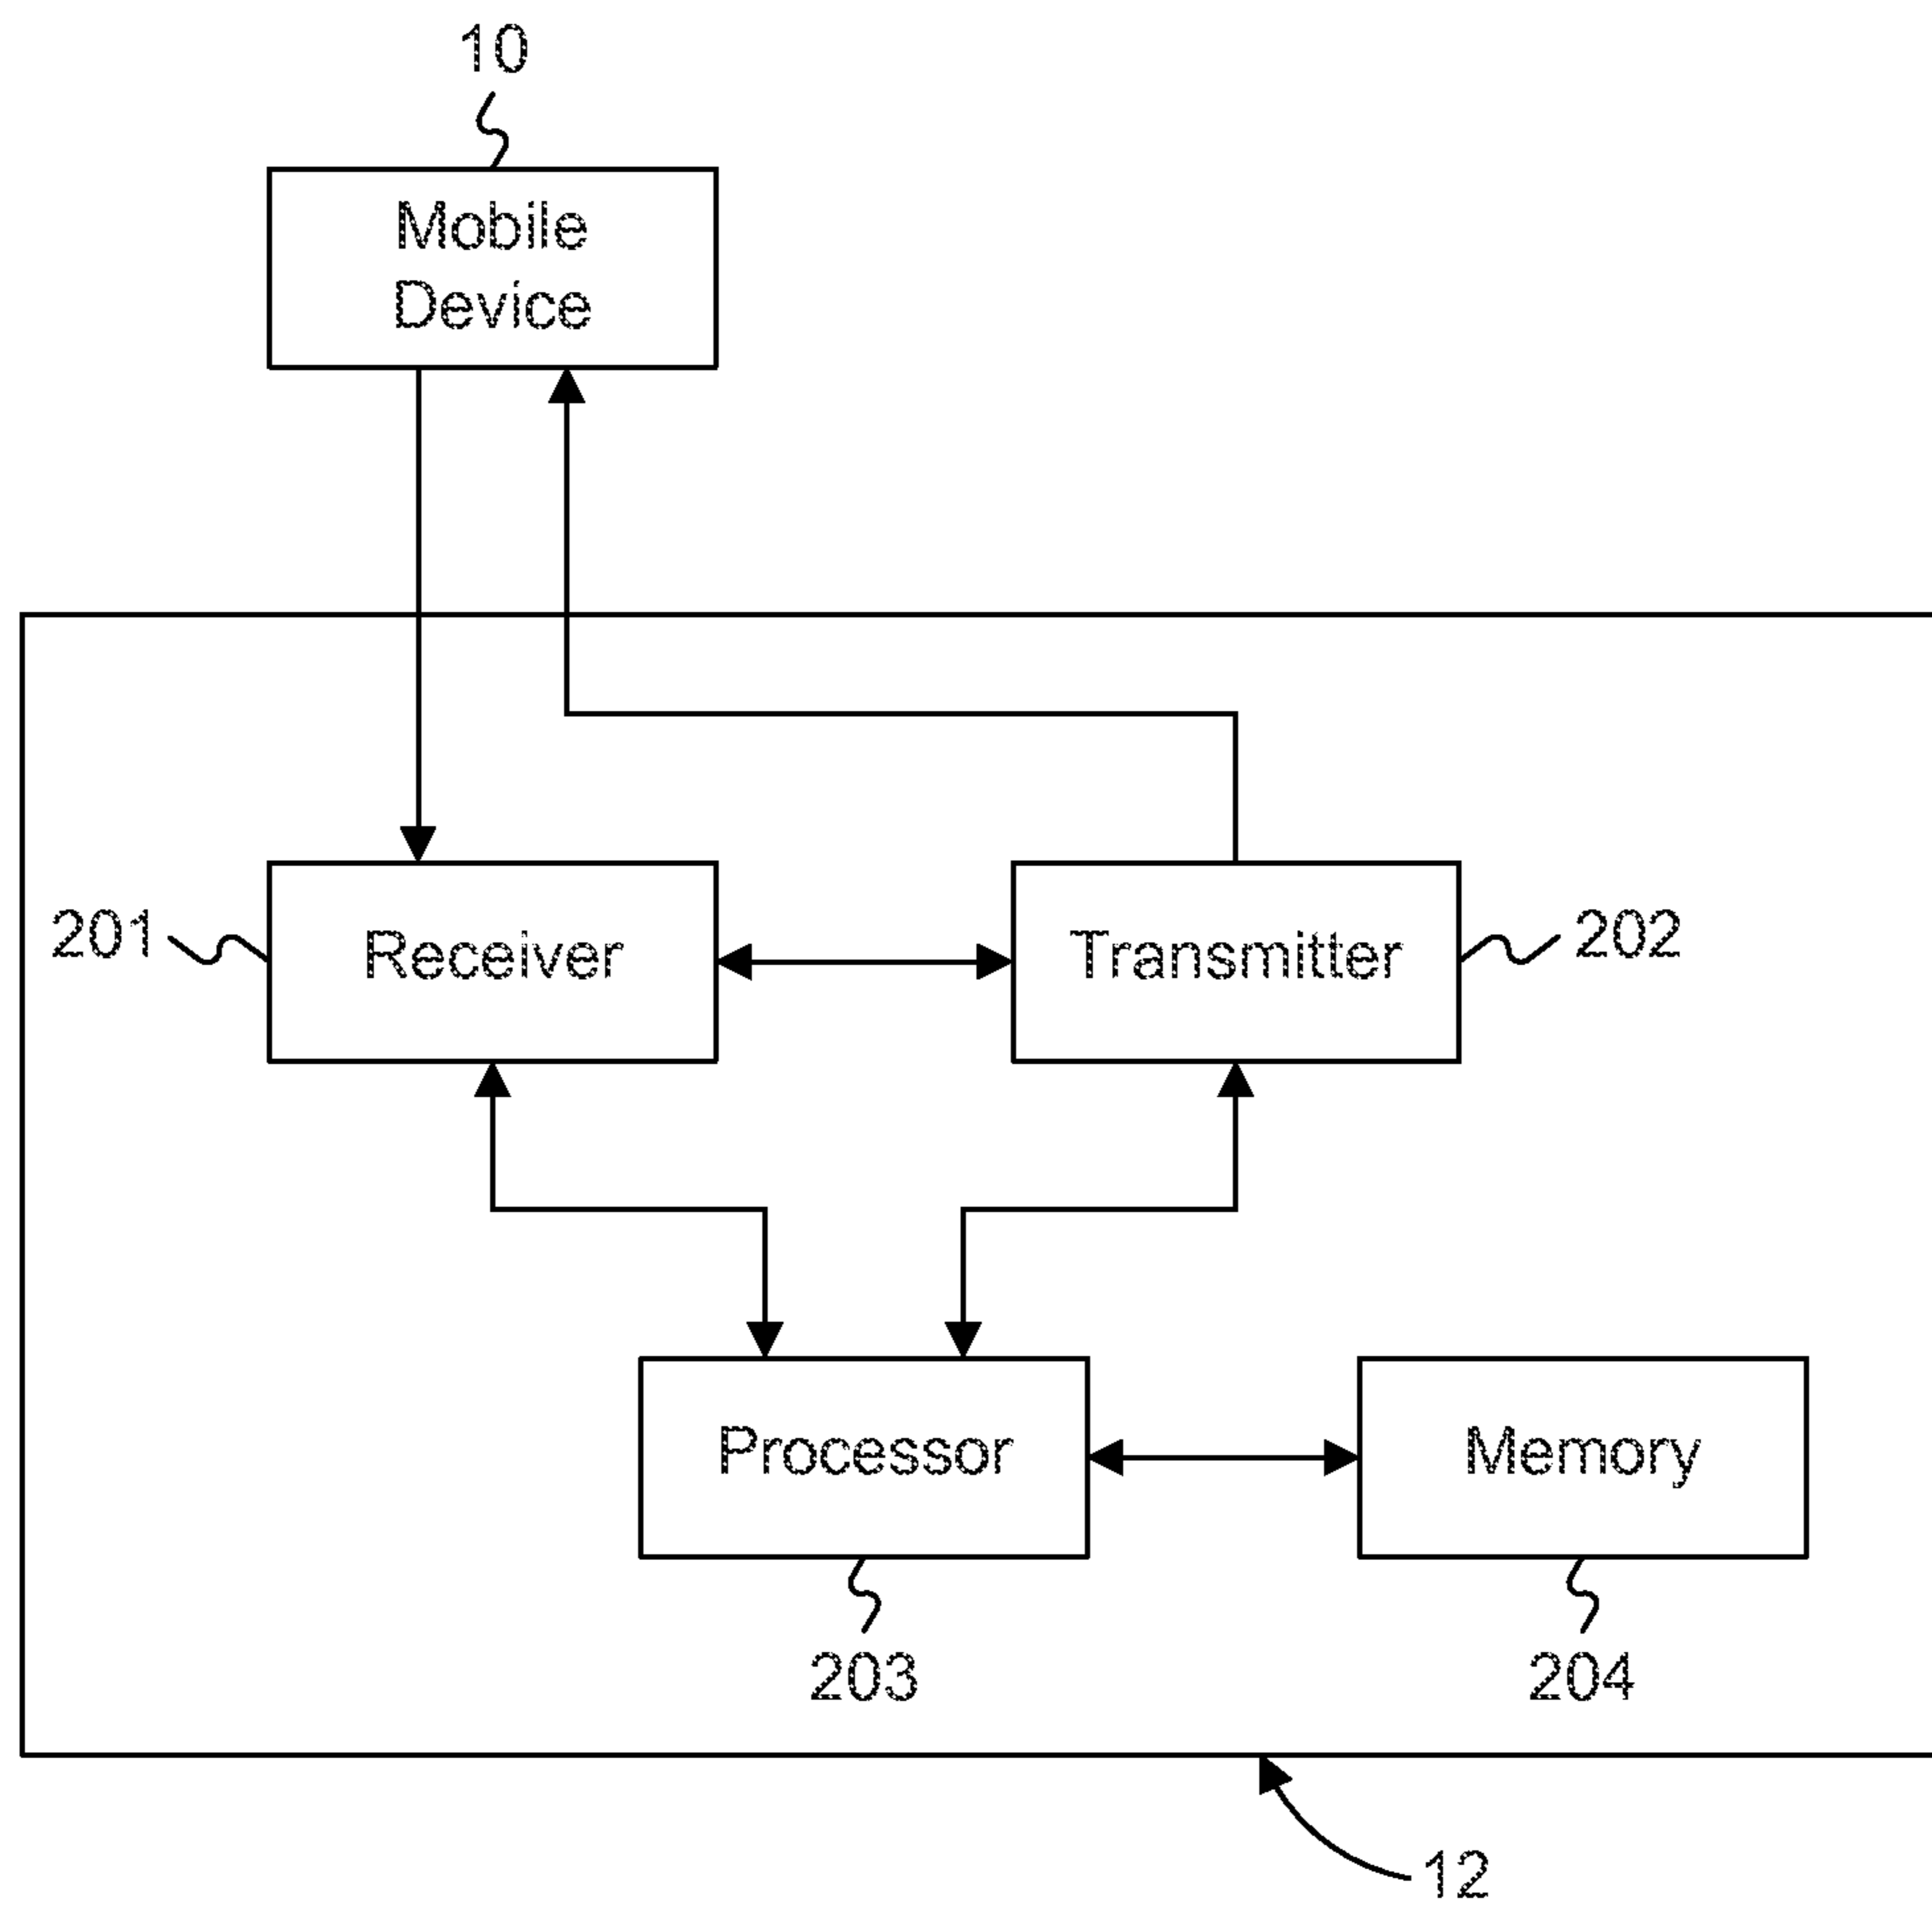 10
Mobile
Device
201
Receiver
Transmitter
202
Processor
Memory
203
204
12